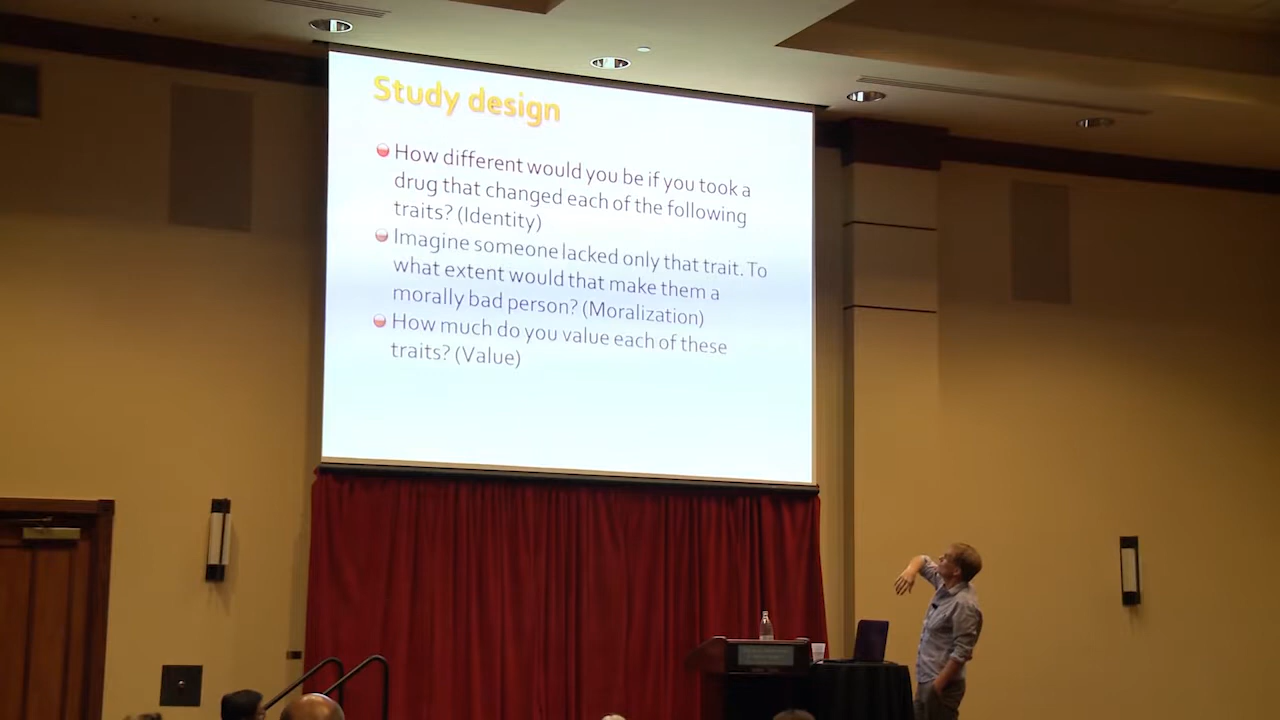 Study design
How different would you be if you took a
drug that changed each of the following
traits? (Identity)
Imagine someone lacked only that trait. To
what extent would that make them a
morally bad person? (Moralization)
How much do you value each of these
traits? (Value)